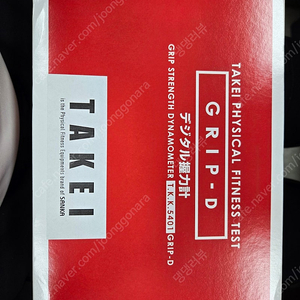 TAKEI PHYSICAL FITNESS TEST
GRIP-D
デジタル握力計
GRIP STRENGTH DYNAMOMETER T.K.K.5401 GRIP-D
TAKEI
is the Physical Fitness Equipments brand of SANKA